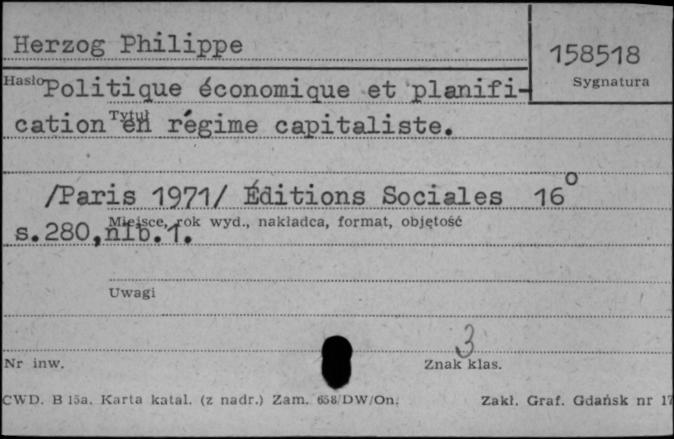 Herzog Philippe
158518
Hasło
Sygnatura
Politique économique et planifi-
cation en régime capitaliste.
Tytuł
/Paris 1971/ Éditions Sociales 16°
Miejsce, rok wyd., nakładca, format, objętość
s.280,nlb.1.
Uwagi
3
Nr inw.
Znak klas.
CWD. B 15a. Karta katal. (z nadr.) Zam. 658/DW/On.
Zakł. Graf. Gdańsk nr 17